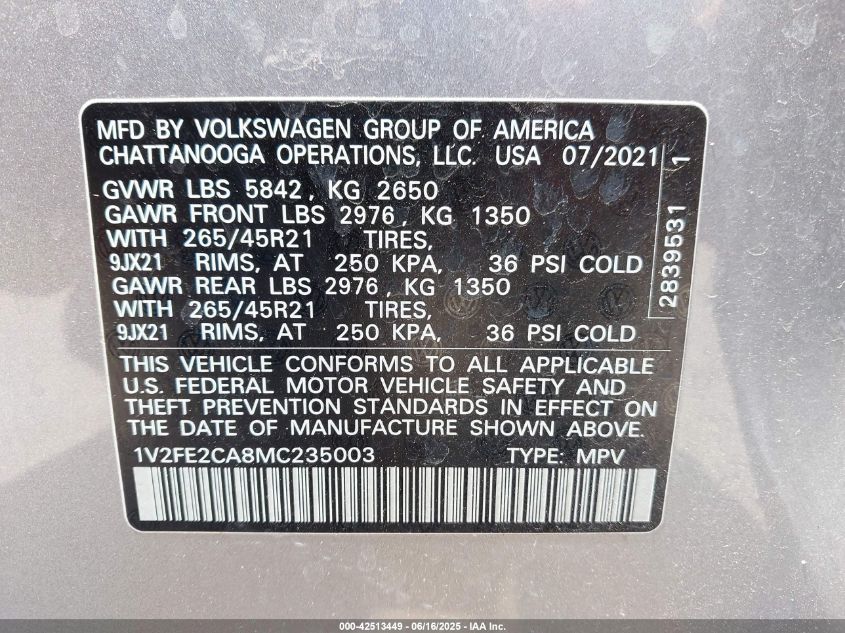 MFD BY VOLKSWAGEN GROUP OF AMERICA
CHATTANOOGA OPERATIONS, LLC. USA 07/2021
GVWR LBS 5842, KG 2650
GAWR FRONT LBS 2976, KG 1350
WITH 265/45R21 TIRES,
9JX21 RIMS, AT 250 KPA, 36 PSI COLD
GAWR REAR LBS 2976, KG 1350
WITH 265/45R21 TIRES,
9JX21 RIMS, AT 250 KPA, 36 PSI COLD
2839531 1
THIS VEHICLE CONFORMS TO ALL APPLICABLE
U.S. FEDERAL MOTOR VEHICLE SAFETY AND
THEFT PREVENTION STANDARDS IN EFFECT ON
THE DATE OF MANUFACTURE SHOWN ABOVE.
1V2FE2CA8MC235003 TYPE: MPV
000-42513449 - 06/16/2025 - IAA Inc.